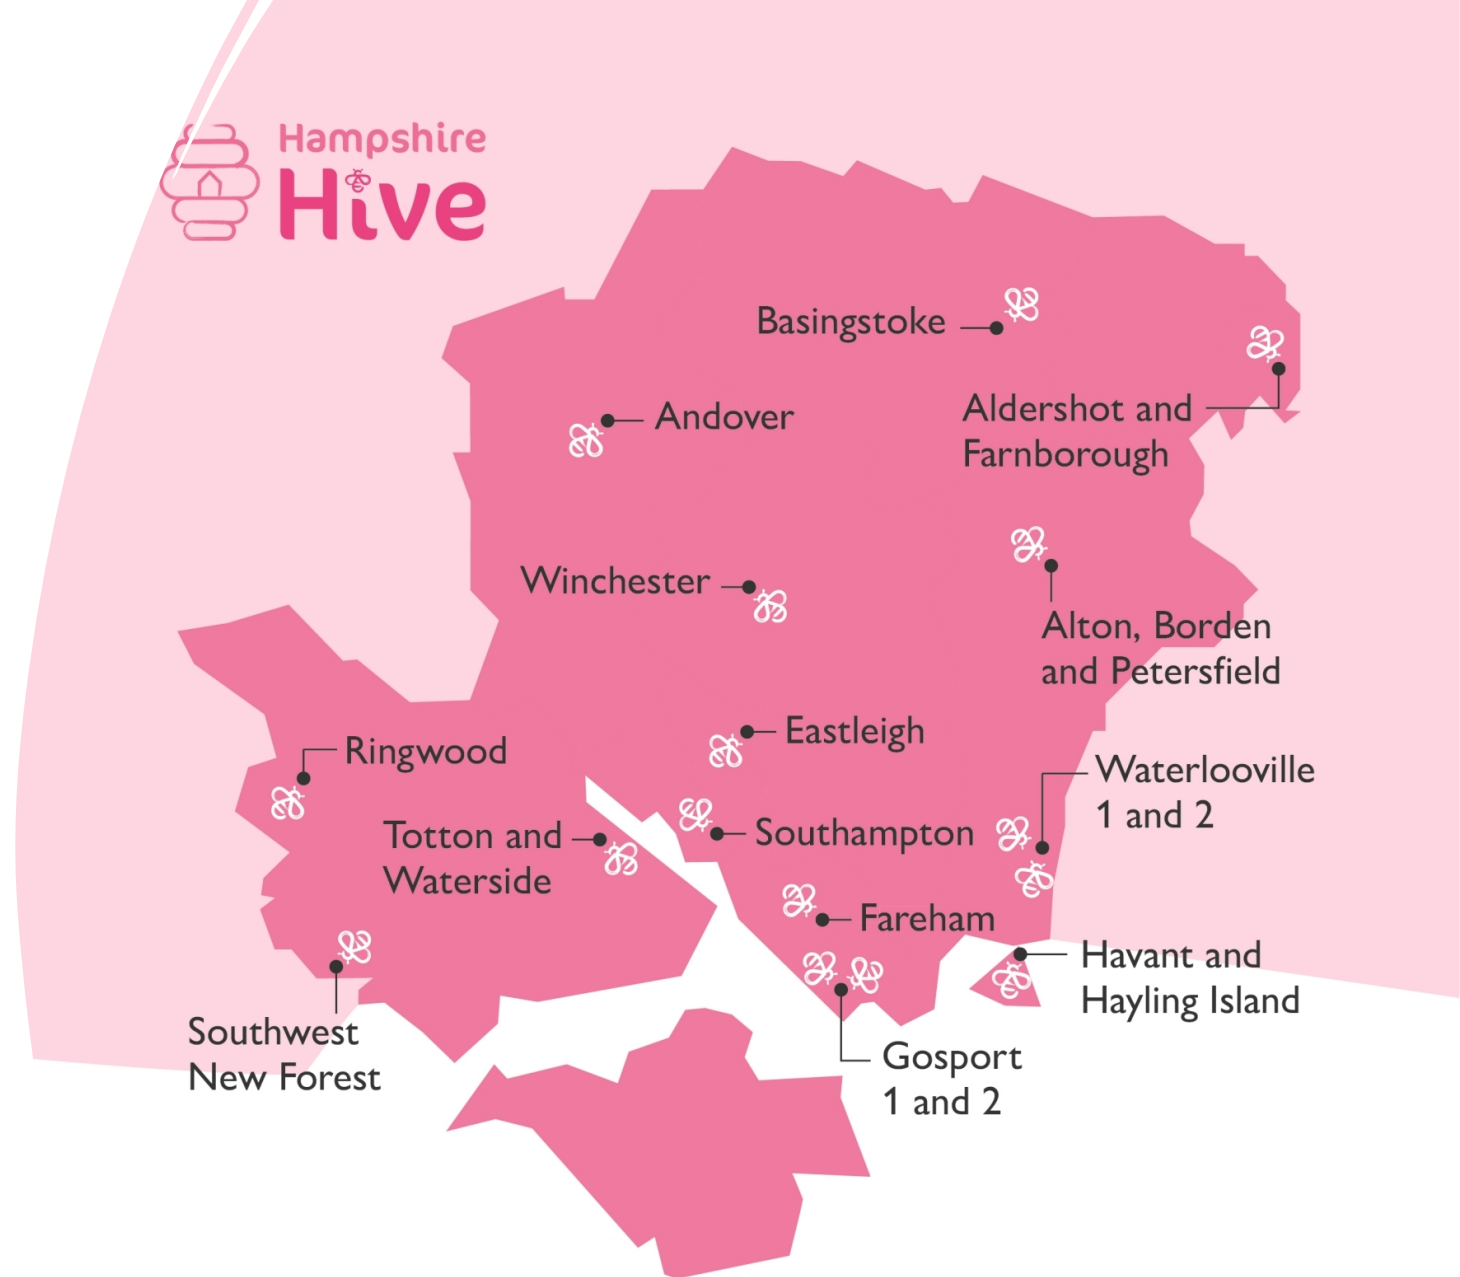 Hampshire
Hive
Basingstoke
Andover
Aldershot and
Farnborough
Winchester
Alton, Borden
and Petersfield
Eastleigh
Ringwood
Waterlooville
1 and 2
Totton and
Waterside
Southampton
Fareham
Havant and
Hayling Island
Southwest
New Forest
Gosport
1 and 2